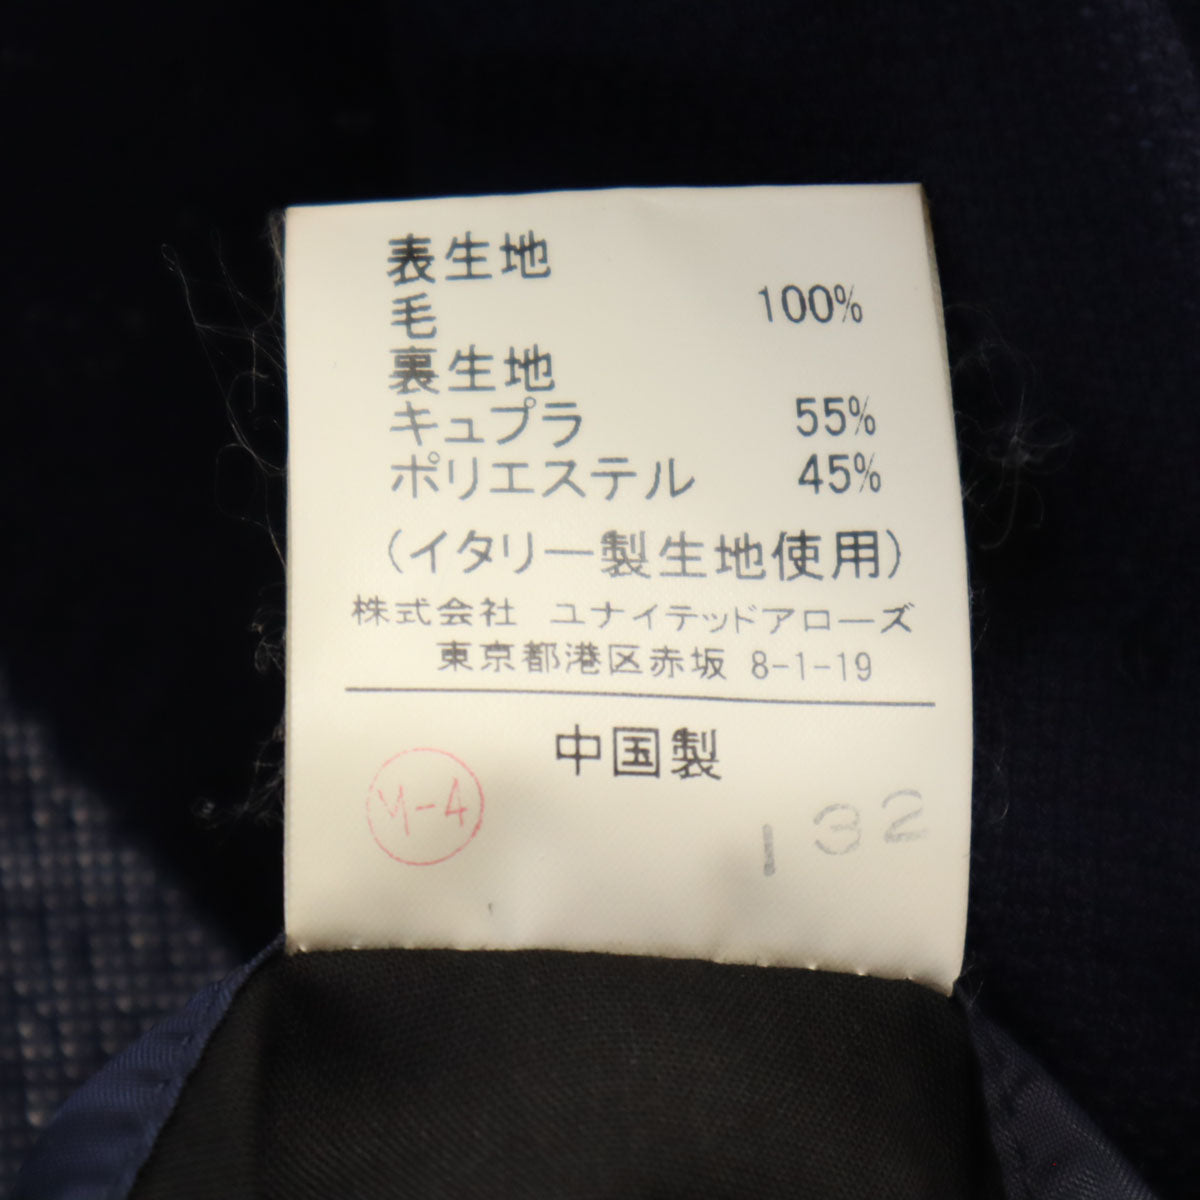 表生地
毛 100%
裏生地
キュプラ 55%
ポリエステル 45%
(イタリー製生地使用)
株式会社 ユナイテッドアローズ
東京都港区赤坂 8-1-19
中国製
M-4
132